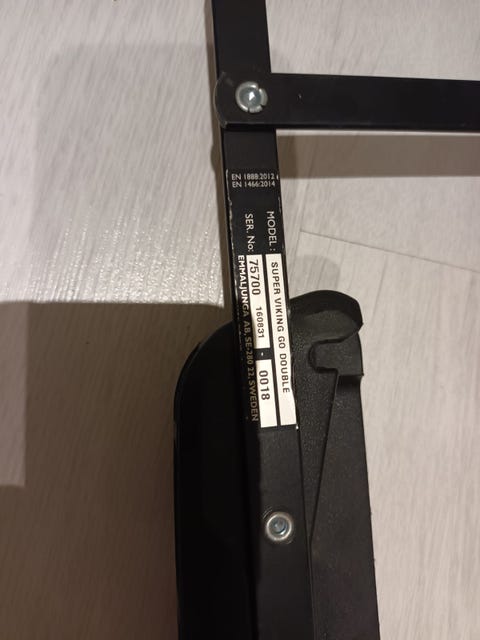 EN 1888:2012
EN 1466:2014
MODEL: SUPER VIKING GO DOUBLE
SER. No: 75700 160831 - 0018
EMMALJUNGA AB, SE-280 22, SWEDEN